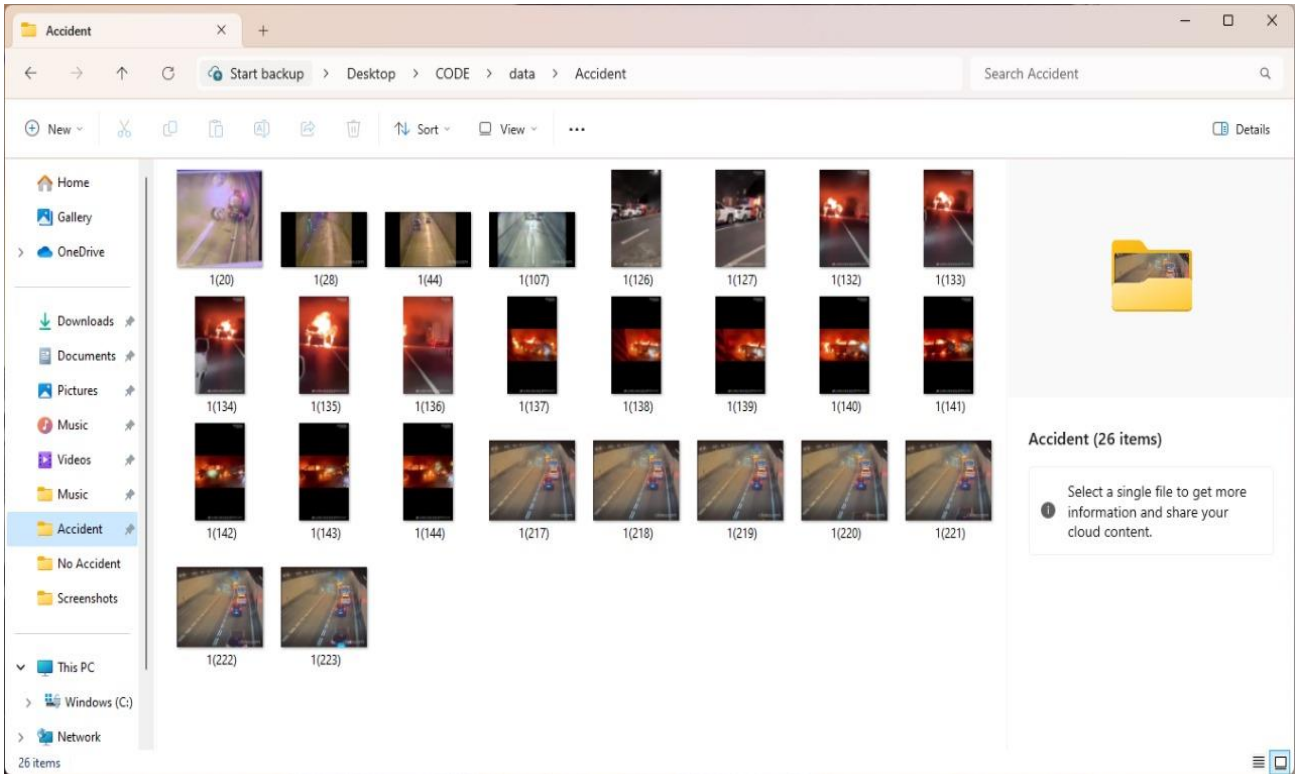 Accident
Start backup > Desktop > CODE > data > Accident
Search Accident
New
Sort
View
Details
Home
Gallery
OneDrive
Downloads
Documents
Pictures
Music
Videos
Music
Accident
No Accident
Screenshots
This PC
Windows (C:)
Network
1(20) 1(28) 1(44) 1(107) 1(126) 1(127) 1(132) 1(133)
1(134) 1(135) 1(136) 1(137) 1(138) 1(139) 1(140) 1(141)
1(142) 1(143) 1(144) 1(217) 1(218) 1(219) 1(220) 1(221)
1(222) 1(223)
Accident (26 items)
Select a single file to get more
information and share your
cloud content.
26 items